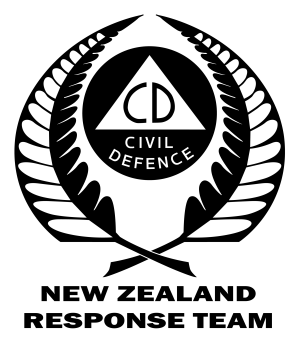 CD
CIVIL
DEFENCE
NEW ZEALAND
RESPONSE TEAM